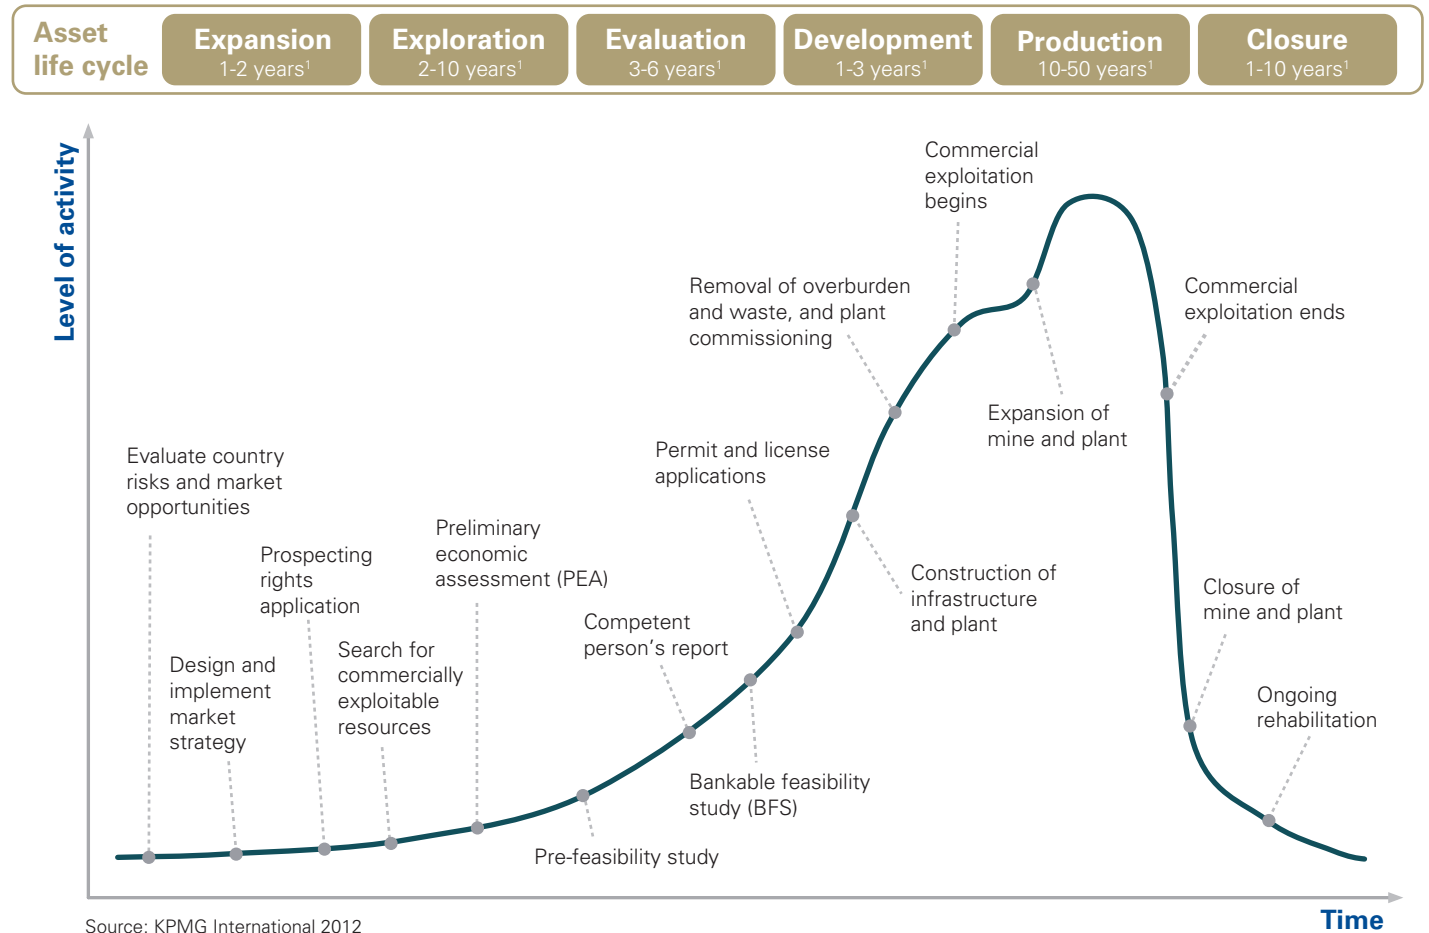 Asset
life cycle
Expansion
1-2 years¹
Exploration
2-10 years¹
Evaluation
3-6 years¹
Development
1-3 years¹
Production
10-50 years¹
Closure
1-10 years¹
Level of activity
Commercial
exploitation
begins
Removal of overburden
and waste, and plant
commissioning
Commercial
exploitation ends
Expansion of
mine and plant
Evaluate country
risks and market
opportunities
Permit and license
applications
Preliminary
economic
assessment (PEA)
Prospecting
rights
application
Construction of
infrastructure
and plant
Closure of
mine and plant
Competent
person's report
Search for
commercially
exploitable
resources
Design and
implement
market
strategy
Ongoing
rehabilitation
Bankable feasibility
study (BFS)
Pre-feasibility study
Time
Source: KPMG International 2012